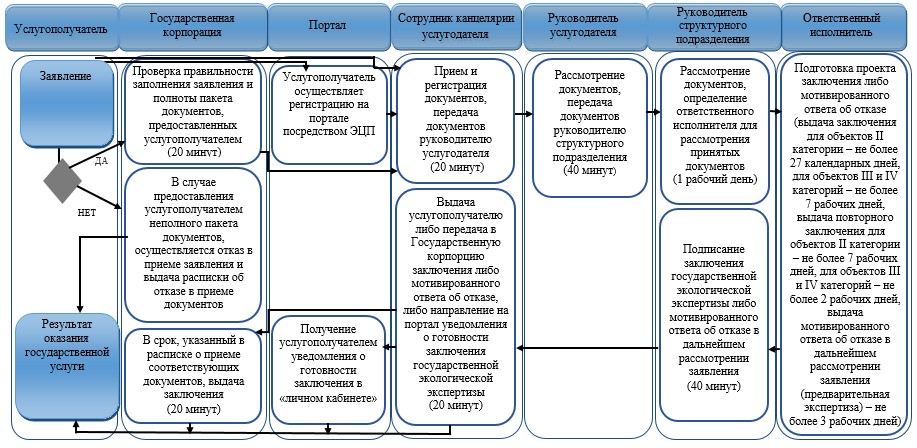 Услугополучатель
Государственная
корпорация
Портал
Сотрудник канцелярии
услугодателя
Руководитель
услугодателя
Руководитель
структурного
подразделения
Ответственный
исполнитель
Заявление
ДА
НЕТ
Результат
оказания
государственной
услуги
Проверка правильности
заполнения заявления и
полноты пакета
документов,
предоставленных
услугополучателем
(20 минут)
В случае
предоставления
услугополучателем
неполного пакета
документов,
осуществляется отказ в
приеме заявления и
выдача расписки об
отказе в приеме
документов
В срок, указанный в
расписке о приеме
соответствующих
документов, выдача
заключения
(20 минут)
Услугополучатель
осуществляет
регистрацию на
портале
посредством ЭЦП
Получение
услугополучателем
уведомления о
готовности
заключения в
«личном кабинете»
Прием и
регистрация
документов,
передача
документов
руководителю
услугодателя
(20 минут)
Выдача
услугополучателю
либо передача в
Государственную
корпорцию
заключения либо
мотивированного
ответа об отказе,
либо направление на
портал уведомления
о готовности
заключения
государственной
экологической
экспертизы
(20 минут)
Рассмотрение
документов,
передача
документов
руководителю
структурного
подразделения
(40 минут)
Рассмотрение
документов,
определение
ответственного
исполнителя для
рассмотрения
принятых
документов
(1 рабочий день)
Подписание
заключения
государственной
экологической
экспертизы либо
мотивированного
ответа об отказе в
дальнейшем
рассмотрении
заявления
(40 минут)
Подготовка проекта
заключения либо
мотивированного
ответа об отказе
(выдача заключения
для объектов II
категории – не более
27 календарных дней,
для объектов III и IV
категорий – не более
7 рабочих дней,
выдача повторного
заключения для
объектов II категории
– не более 7 рабочих
дней, для объектов III
и IV категорий – не
более 2 рабочих дней,
выдача
мотивированного
ответа об отказе в
дальнейшем
рассмотрении
заявления
(предварительная
экспертиза) – не
более 3 рабочих дней)